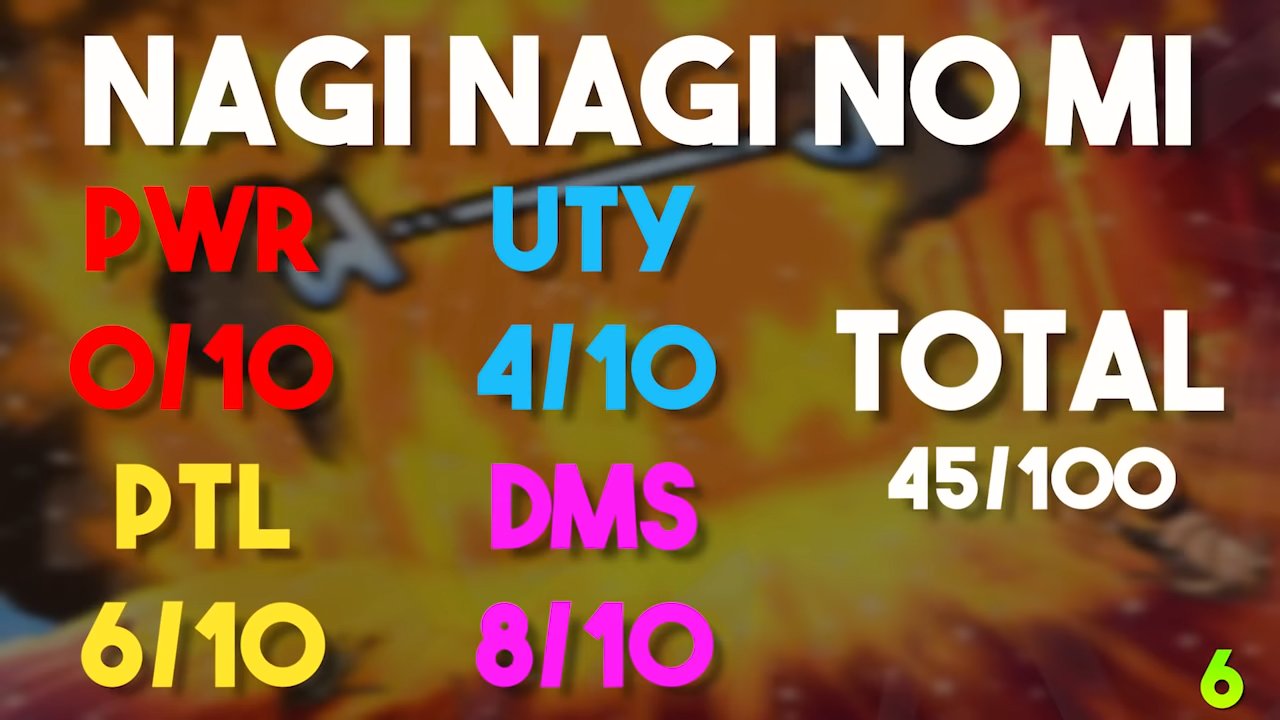 NAGI NAGI NO MI
PWR UTY
0/10 4/10
TOTAL
45/100
PTL DMS
6/10 8/10
6